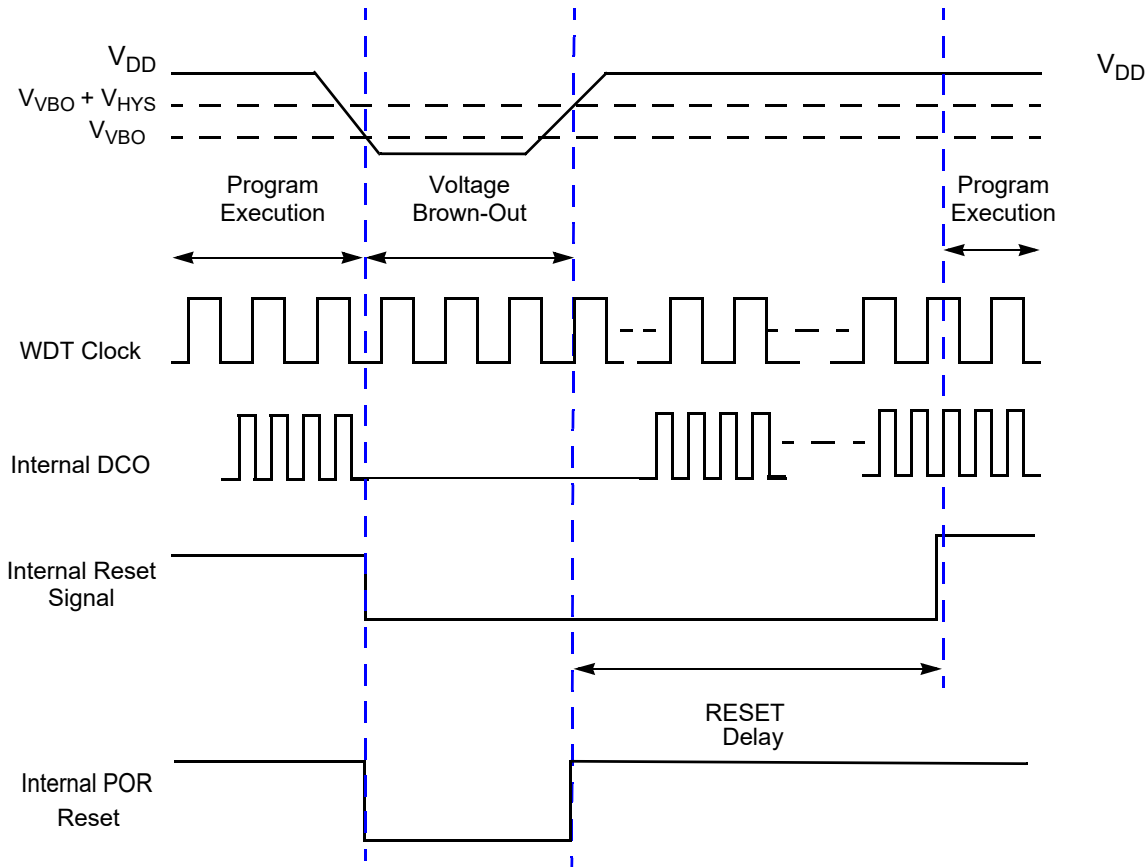 VDD
VDD
VVBO + VHYS
VVBO
Program
Execution
Voltage
Brown-Out
Program
Execution
WDT Clock
Internal DCO
Internal Reset
Signal
RESET
Delay
Internal POR
Reset